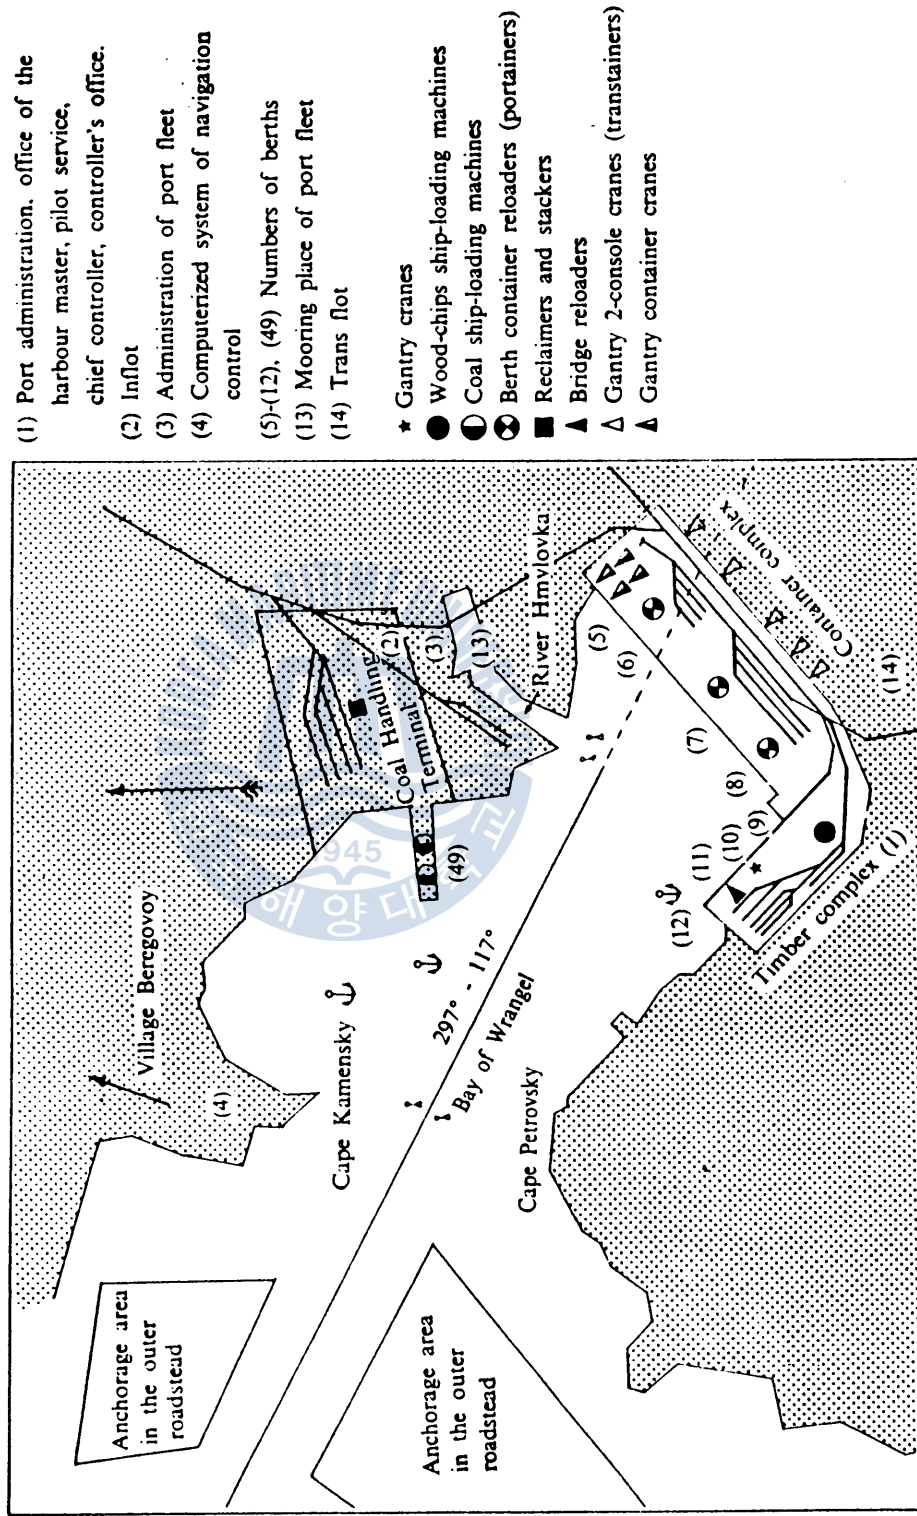 (1) Port administration, office of the
harbour master, pilot service,
chief controller, controller's office.
(2) Inflot
(3) Administration of port fleet
(4) Computerized system of navigation
control
(5)-(12), (49) Numbers of berths
(13) Mooring place of port fleet
(14) Trans flot
Gantry cranes
Wood-chips ship-loading machines
Coal ship-loading machines
Berth container reloaders (portainers)
Reclaimers and stackers
Bridge reloaders
Gantry 2-console cranes (transtainers)
Gantry container cranes
Anchorage area
in the outer
roadstead
Village Beregovoy
(4)
Cape Kamensky
Coal Handling
Terminal
(2)
(3)
(13)
(49)
River Hmvlovka
297° - 117°
Bay of Wrangel
Anchorage area
in the outer
roadstead
Cape Petrovsky
(5)
(6)
(7)
(8)
(9)
(10)
(11)
(12)
Timber complex (1)
Container complex
(14)
1945
해양대학교